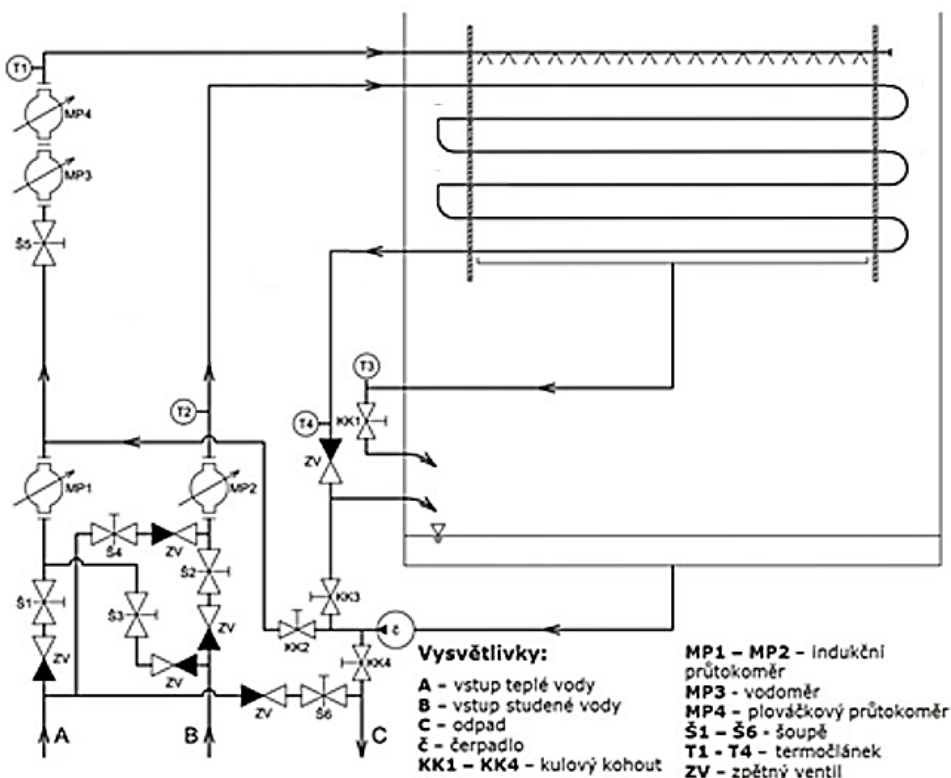 T1
MP4
MP3
Š5
T3
T2
T4
KK1
ZV
MP1
MP2
Š4
ZV
Š2
Š1
Š3
KK3
ZV
KK2
č
ZV
ZV
KK4
ZV
Š6
A
B
C
Vysvětlivky:
A – vstup teplé vody
B – vstup studené vody
C – odpad
č – čerpadlo
KK1 – KK4 – kulový kohout
MP1 – MP2 – indukční
průtokoměr
MP3 - vodoměr
MP4 – plováčkový průtokoměr
Š1 – Š6 - šoupě
T1 - T4 – termočlánek
ZV – zpětný ventil